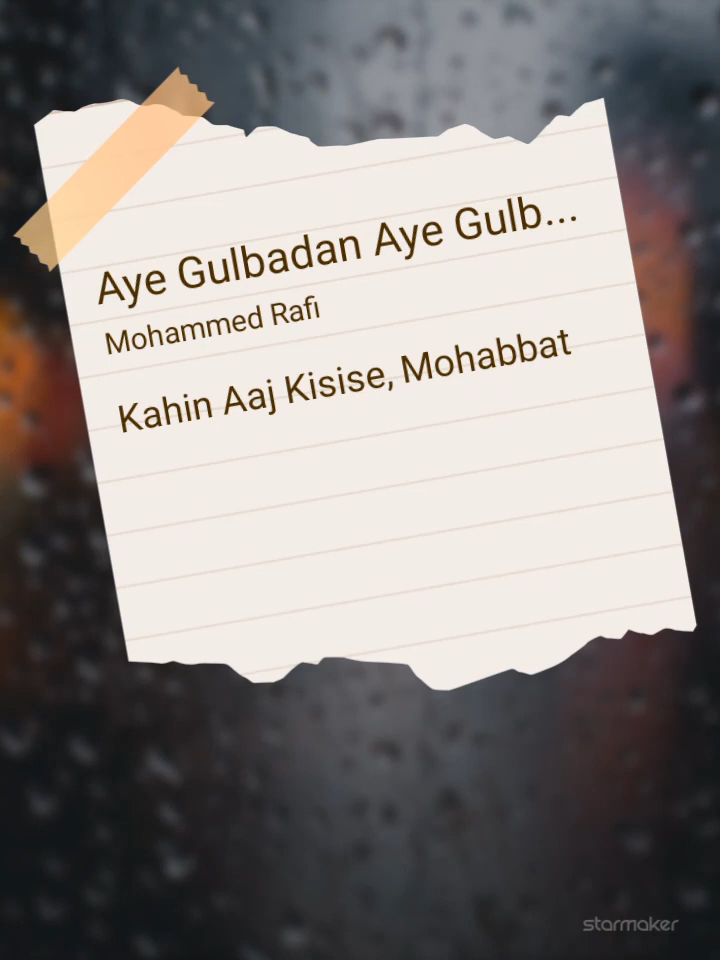 Aye Gulbadan Aye Gulb...
Mohammed Rafi
Kahin Aaj Kisise, Mohabbat
starmaker